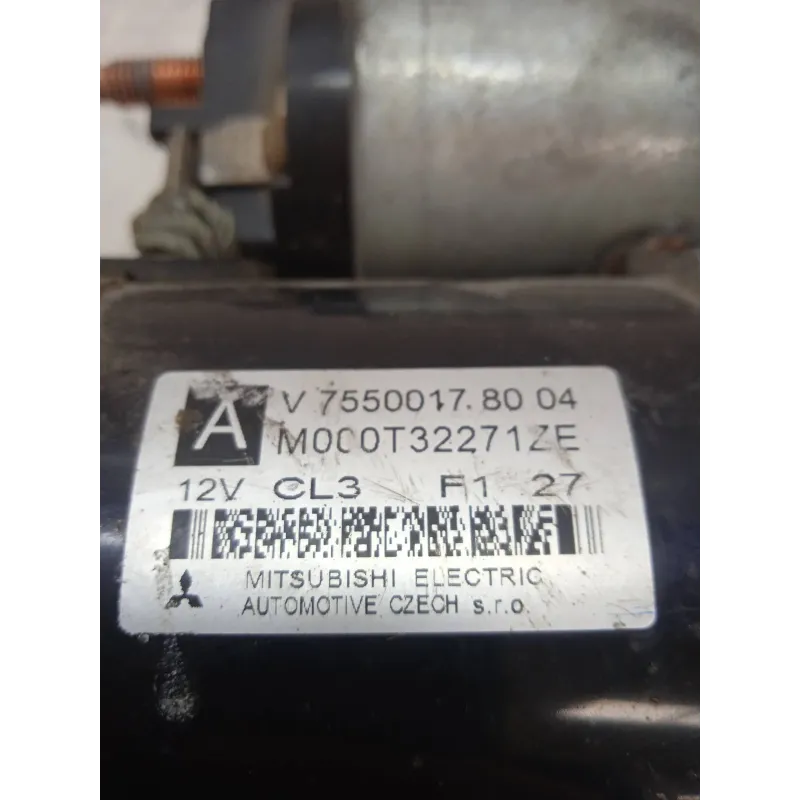 A
V 7550017 80 04
M000T32271ZE
12V CL3 F1 27
MITSUBISHI ELECTRIC
AUTOMOTIVE CZECH s.r.o